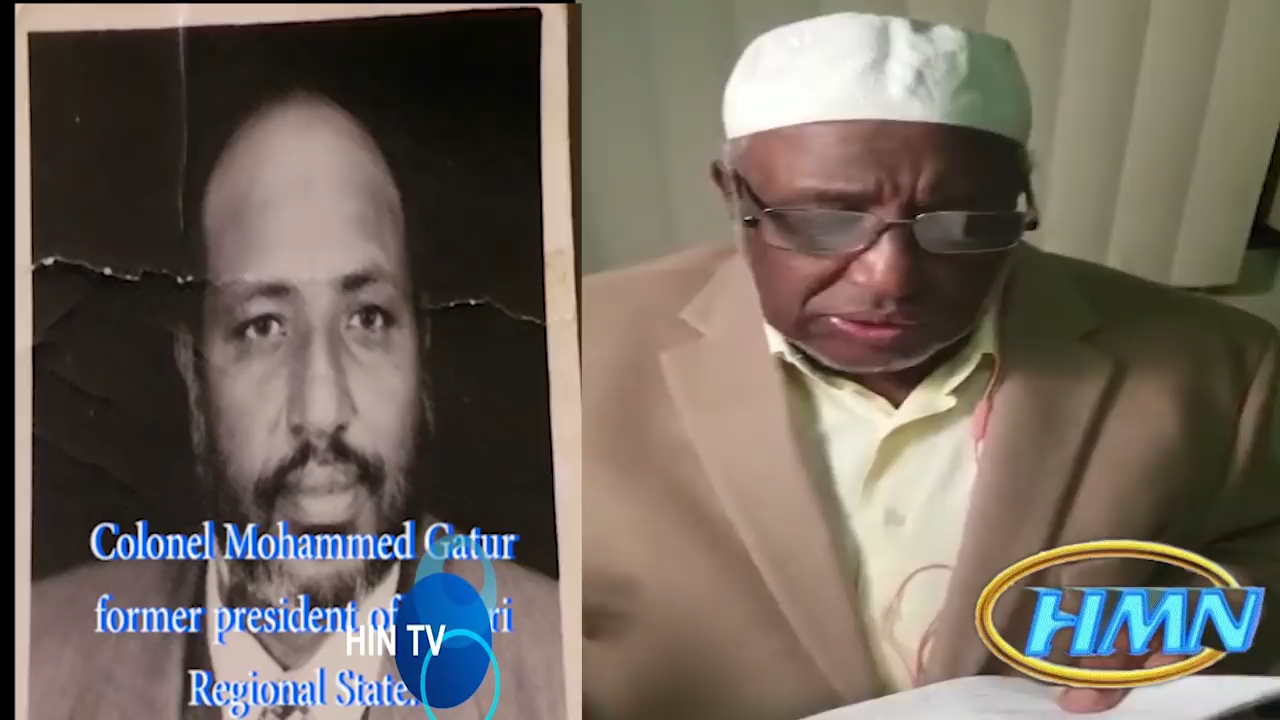 Colonel Mohammed Gatur
former president of
Regional State.
HIN TV
HMN